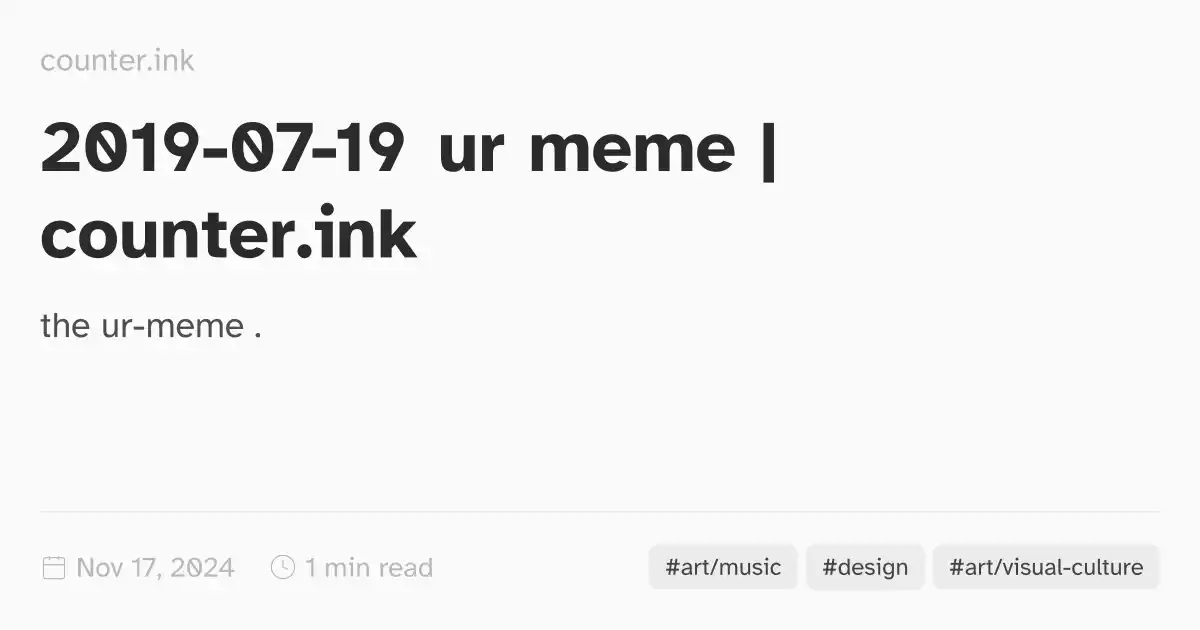 counter.ink
2019-07-19 ur meme |
counter.ink
the ur-meme .
Nov 17, 2024 1 min read #art/music #design #art/visual-culture